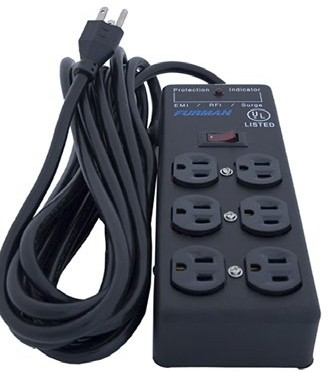 Protection Indicator
EMI / RFI / Surge
FURMAN
UL
LISTED